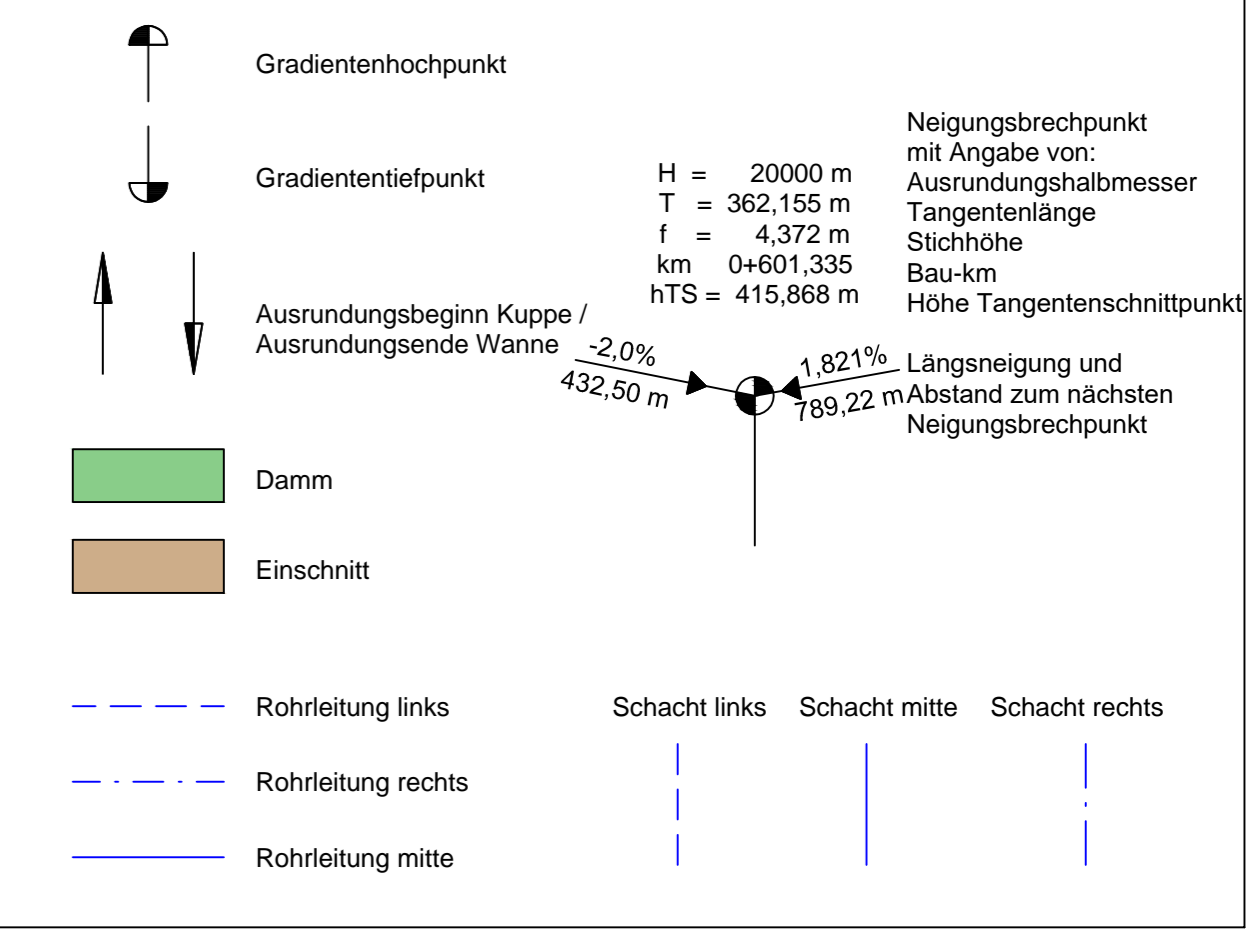 Gradientenhochpunkt
Gradiententiefpunkt
Ausrundungsbeginn Kuppe /
Ausrundungsende Wanne
H = 20000 m
T = 362,155 m
f = 4,372 m
km 0+601,335
hTS = 415,868 m
Neigungsbrechpunkt
mit Angabe von:
Ausrundungshalbmesser
Tangentenlänge
Stichhöhe
Bau-km
Höhe Tangentenschnittpunkt
-2,0%
432,50 m
1,821%
789,22 m
Längsneigung und
Abstand zum nächsten
Neigungsbrechpunkt
Damm
Einschnitt
Rohrleitung links
Rohrleitung rechts
Rohrleitung mitte
Schacht links Schacht mitte Schacht rechts